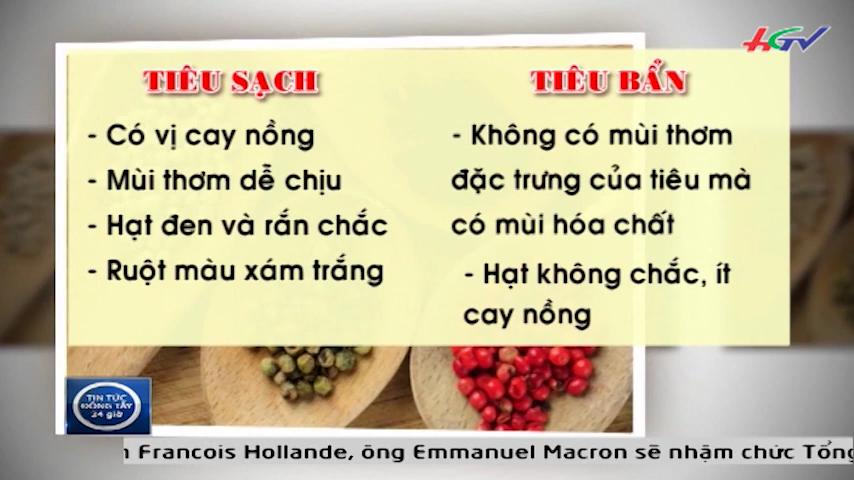 HGV
TIÊU SẠCH
- Có vị cay nồng
- Mùi thơm dễ chịu
- Hạt đen và rắn chắc
- Ruột màu xám trắng
TIÊU BẨN
- Không có mùi thơm
đặc trưng của tiêu mà
có mùi hóa chất
- Hạt không chắc, ít
cay nồng
TIN TỨC
ĐÔNG TÂY
24 giờ
Francois Hollande, ông Emmanuel Macron sẽ nhậm chức Tổng